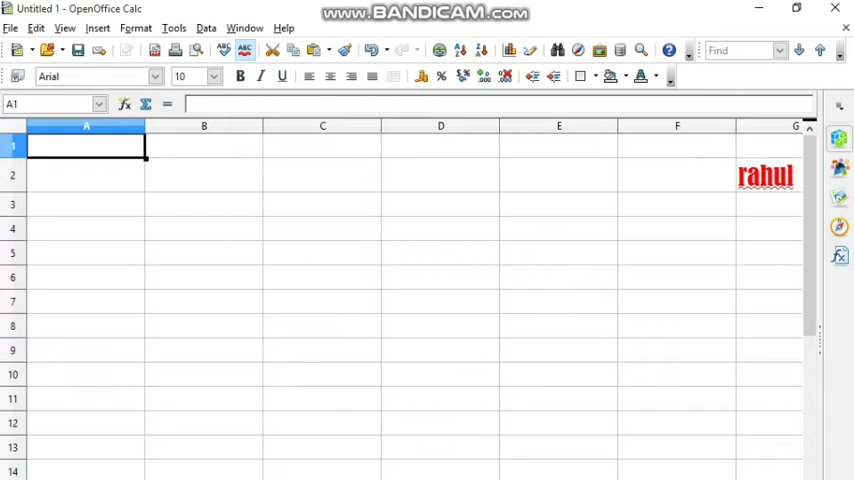 Untitled 1 - OpenOffice Calc
www.BANDICAM.com
File Edit View Insert Format Tools Data Window Help
Find
Arial 10
A1
A B C D E F G
1
2 rahul
3
4
5
6
7
8
9
10
11
12
13
14